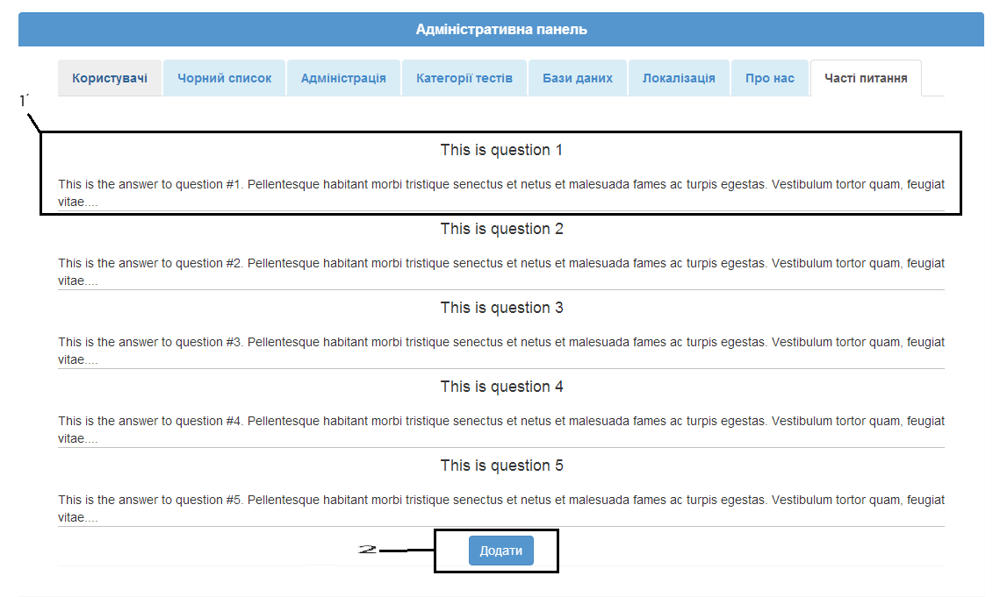 Адміністративна панель
Користувачі Чорний список Адміністрація Категорії тестів Бази даних Локалізація Про нас Часті питання
1
This is question 1
This is the answer to question #1. Pellentesque habitant morbi tristique senectus et netus et malesuada fames ac turpis egestas. Vestibulum tortor quam, feugiat
vitae....
This is question 2
This is the answer to question #2. Pellentesque habitant morbi tristique senectus et netus et malesuada fames ac turpis egestas. Vestibulum tortor quam, feugiat
vitae....
This is question 3
This is the answer to question #3. Pellentesque habitant morbi tristique senectus et netus et malesuada fames ac turpis egestas. Vestibulum tortor quam, feugiat
vitae....
This is question 4
This is the answer to question #4. Pellentesque habitant morbi tristique senectus et netus et malesuada fames ac turpis egestas. Vestibulum tortor quam, feugiat
vitae....
This is question 5
This is the answer to question #5. Pellentesque habitant morbi tristique senectus et netus et malesuada fames ac turpis egestas. Vestibulum tortor quam, feugiat
vitae....
2 Додати